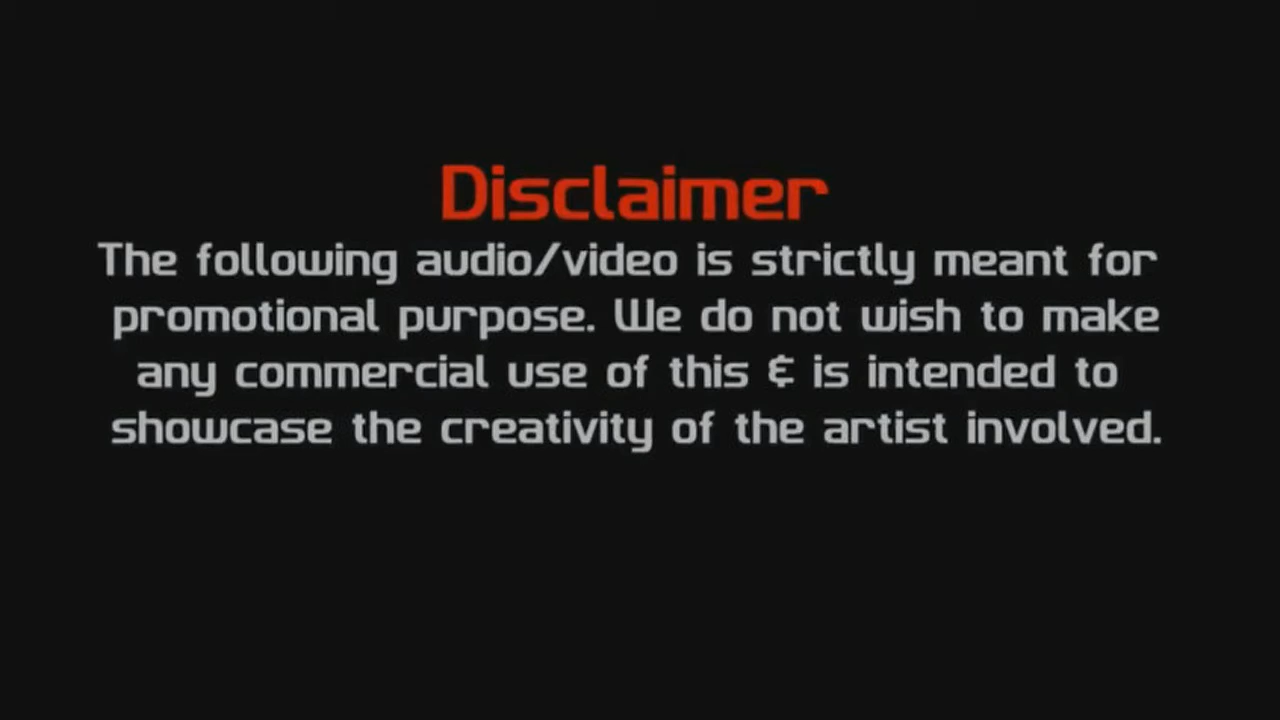 Disclaimer
The following audio/video is strictly meant for
promotional purpose. We do not wish to make
any commercial use of this & is intended to
showcase the creativity of the artist involved.